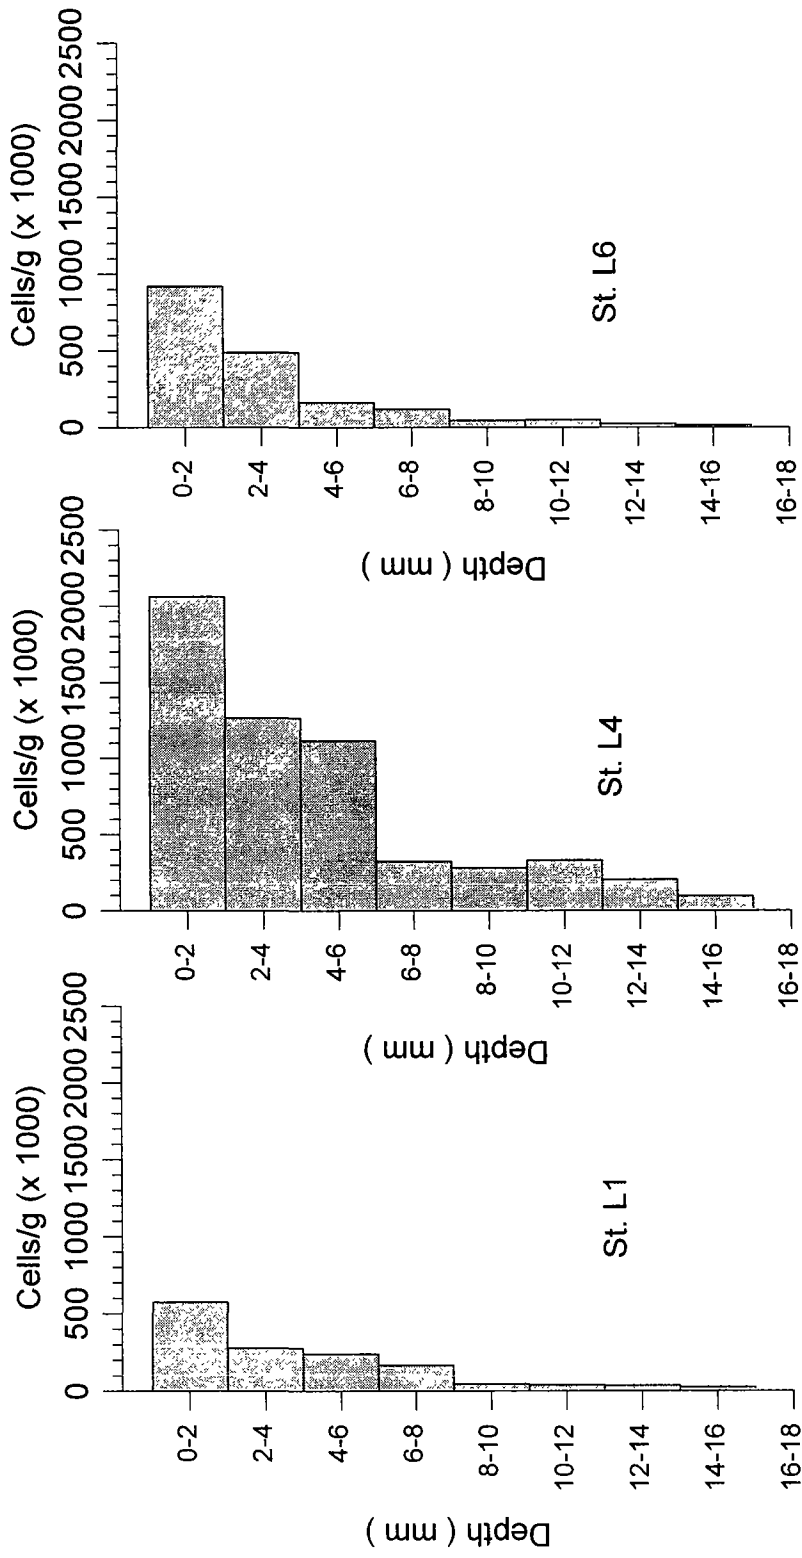 Cells/g (x 1000)
0 500 1000 1500 2000 2500
0-2
2-4
4-6
6-8
8-10
10-12
12-14
14-16
16-18
Depth ( mm )
St. L1
Cells/g (x 1000)
0 500 1000 1500 2000 2500
0-2
2-4
4-6
6-8
8-10
10-12
12-14
14-16
16-18
Depth ( mm )
St. L4
Cells/g (x 1000)
0 500 1000 1500 2000 2500
0-2
2-4
4-6
6-8
8-10
10-12
12-14
14-16
16-18
Depth ( mm )
St. L6